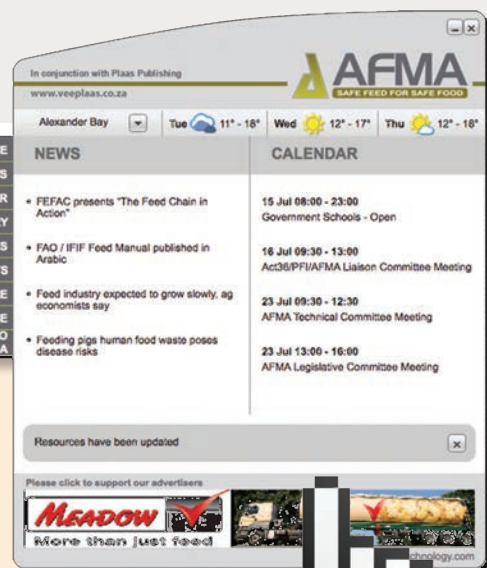 In conjunction with Plaas Publishing
www.veeplaas.co.za
AFMA
SAFE FEED FOR SAFE FOOD
Alexander Bay
Tue 11° - 18°
Wed 12° - 17°
Thu 12° - 18°
NEWS
• FEFAC presents "The Feed Chain in
Action"
• FAO / IFIF Feed Manual published in
Arabic
• Feed industry expected to grow slowly, ag
economists say
• Feeding pigs human food waste poses
disease risks
CALENDAR
15 Jul 08:00 - 23:00
Government Schools - Open
16 Jul 09:30 - 13:00
Act36/PFI/AFMA Liaison Committee Meeting
23 Jul 09:30 - 12:30
AFMA Technical Committee Meeting
23 Jul 13:00 - 16:00
AFMA Legislative Committee Meeting
Resources have been updated
Please click to support our advertisers
MEADOW
More than just feed